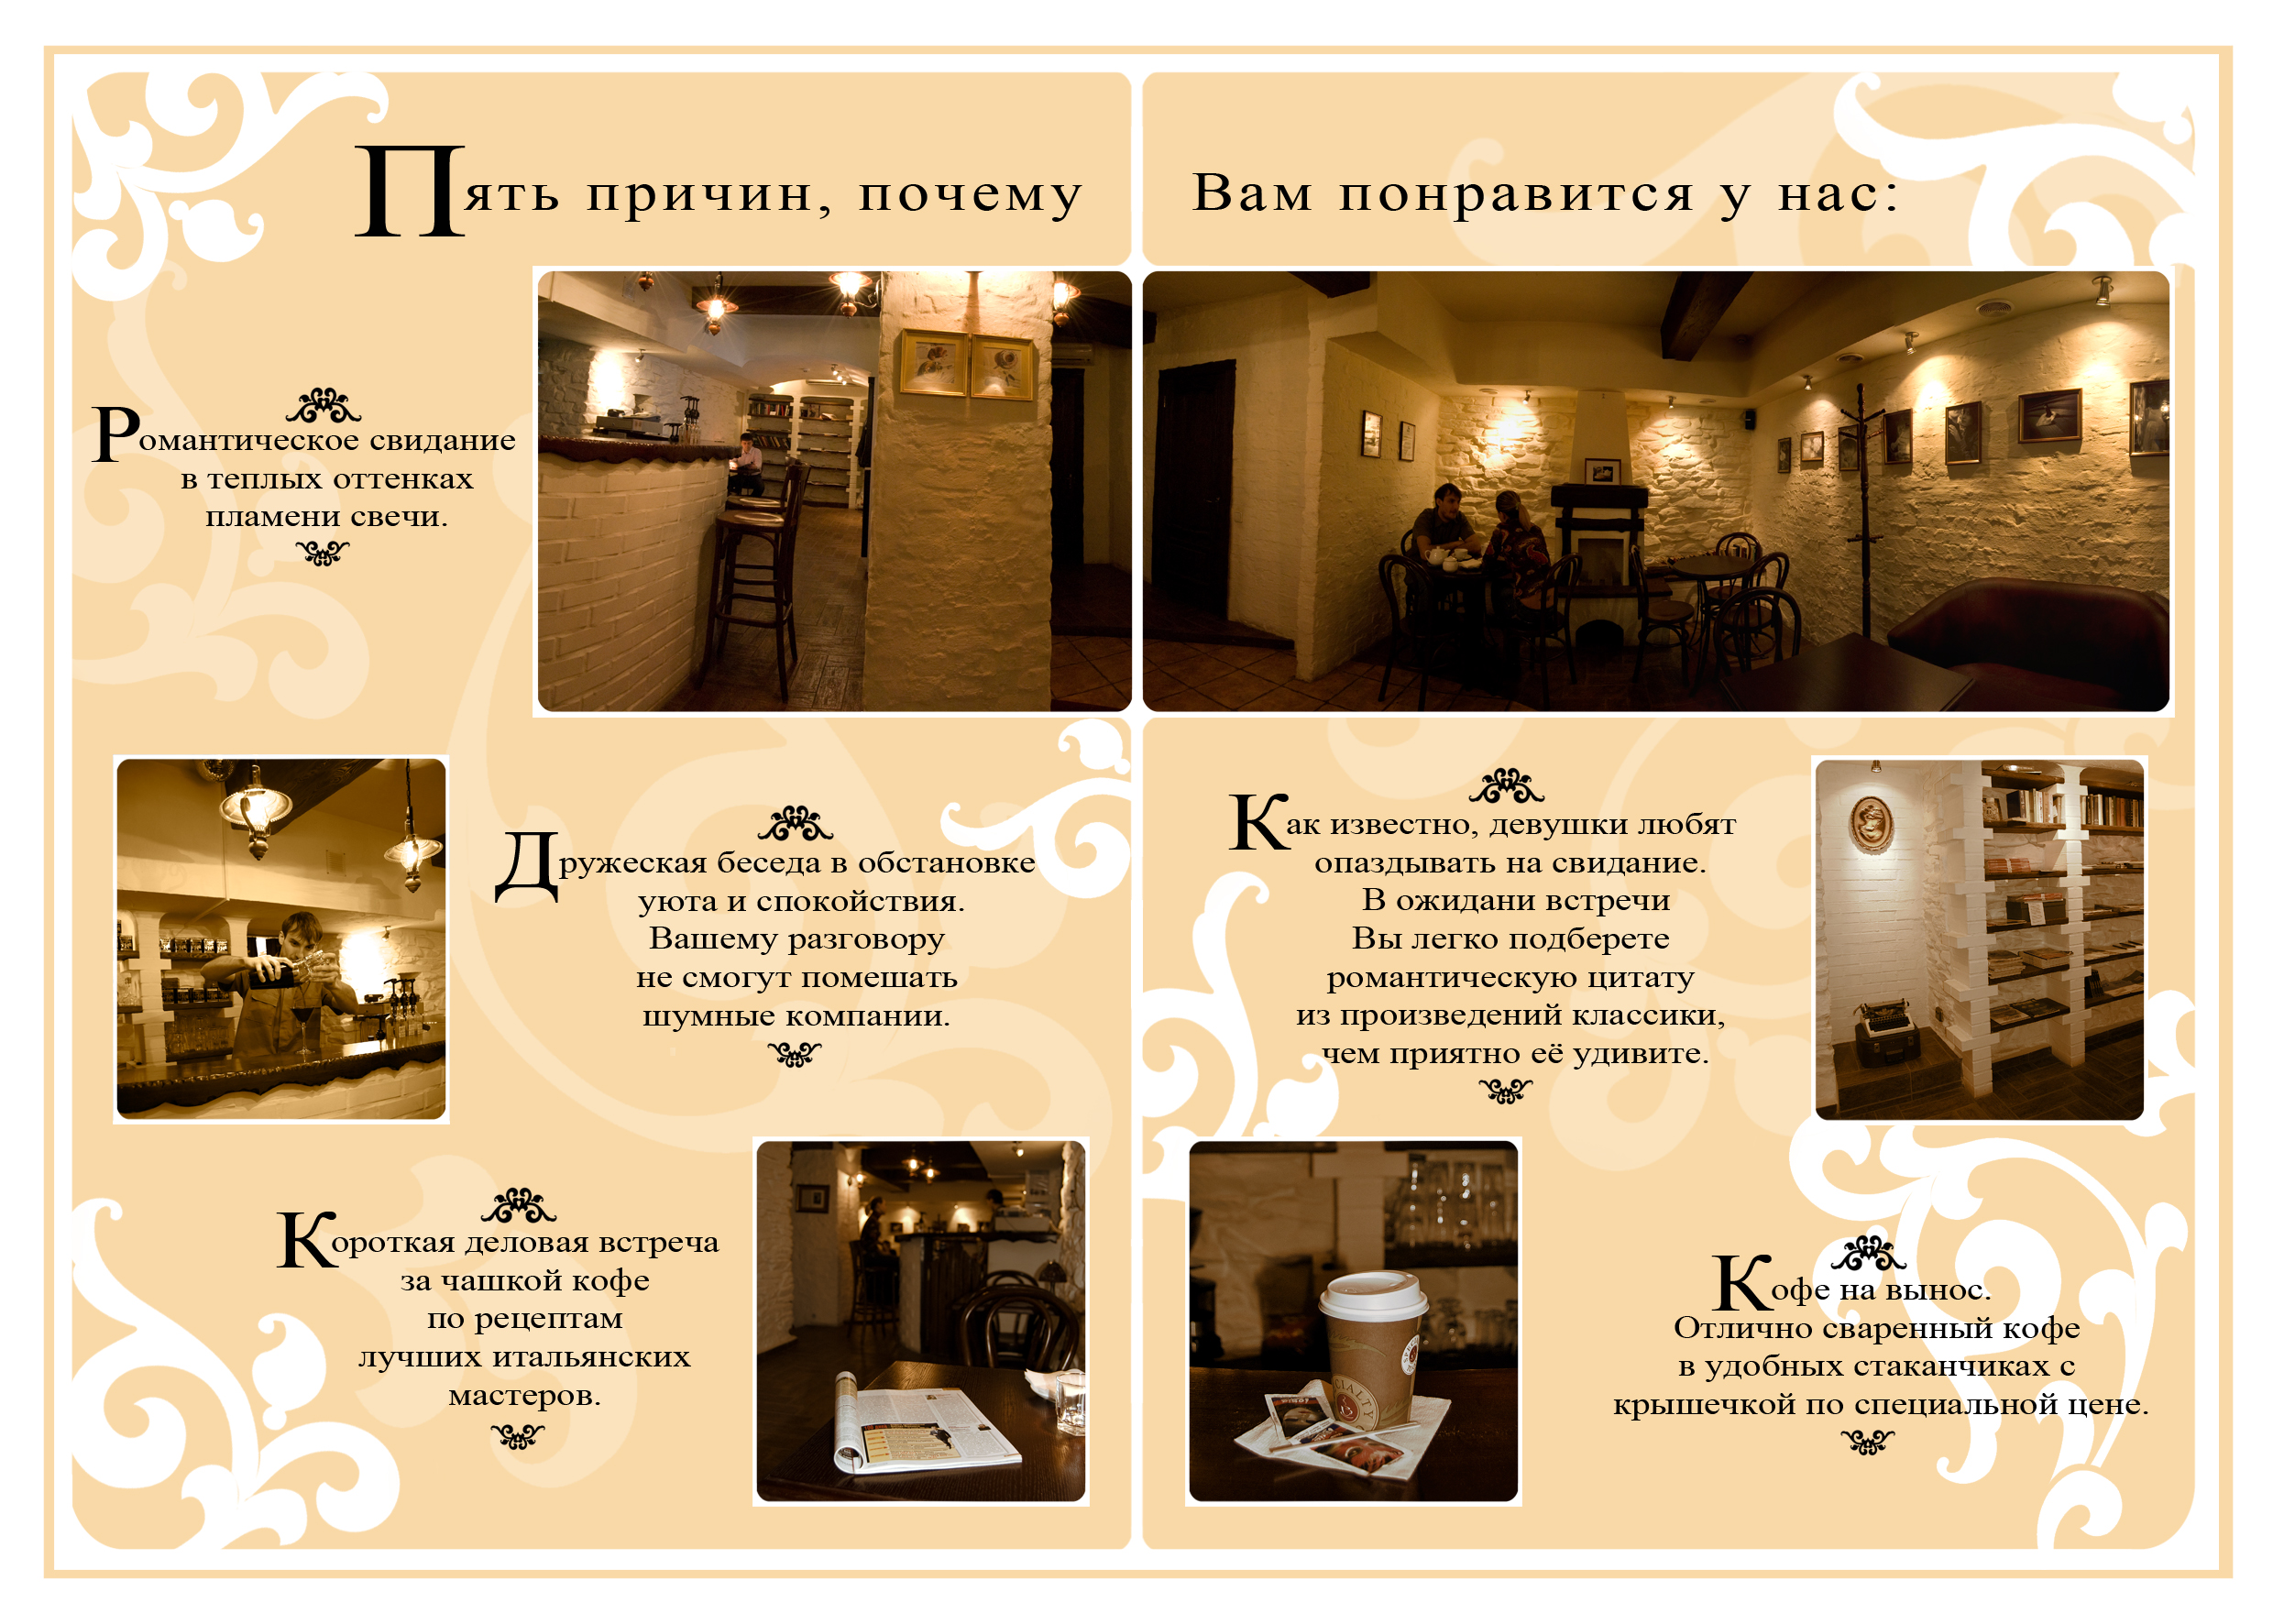 Пять причин, почему Вам понравится у нас:
Романтическое свидание
в теплых оттенках
пламени свечи.
Дружеская беседа в обстановке
уюта и спокойствия.
Вашему разговору
не смогут помешать
шумные компании.
Как известно, девушки любят
опаздывать на свидание.
В ожидани встречи
Вы легко подберете
романтическую цитату
из произведений классики,
чем приятно её удивите.
Короткая деловая встреча
за чашкой кофе
по рецептам
лучших итальянских
мастеров.
Кофе на вынос.
Отлично сваренный кофе
в удобных стаканчиках с
крышечкой по специальной цене.